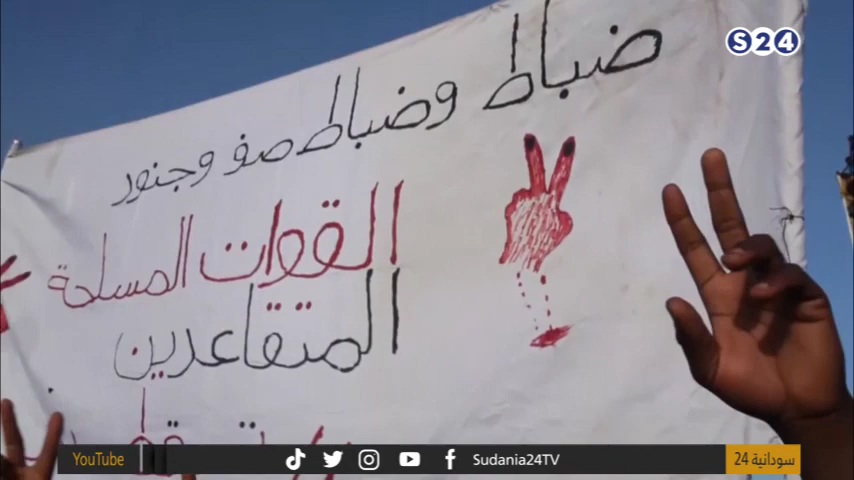 S24
ضباط وضباط صف وجنود
القوات المسلحة
المتقاعدين
YouTube
Sudania24TV
سودانية 24